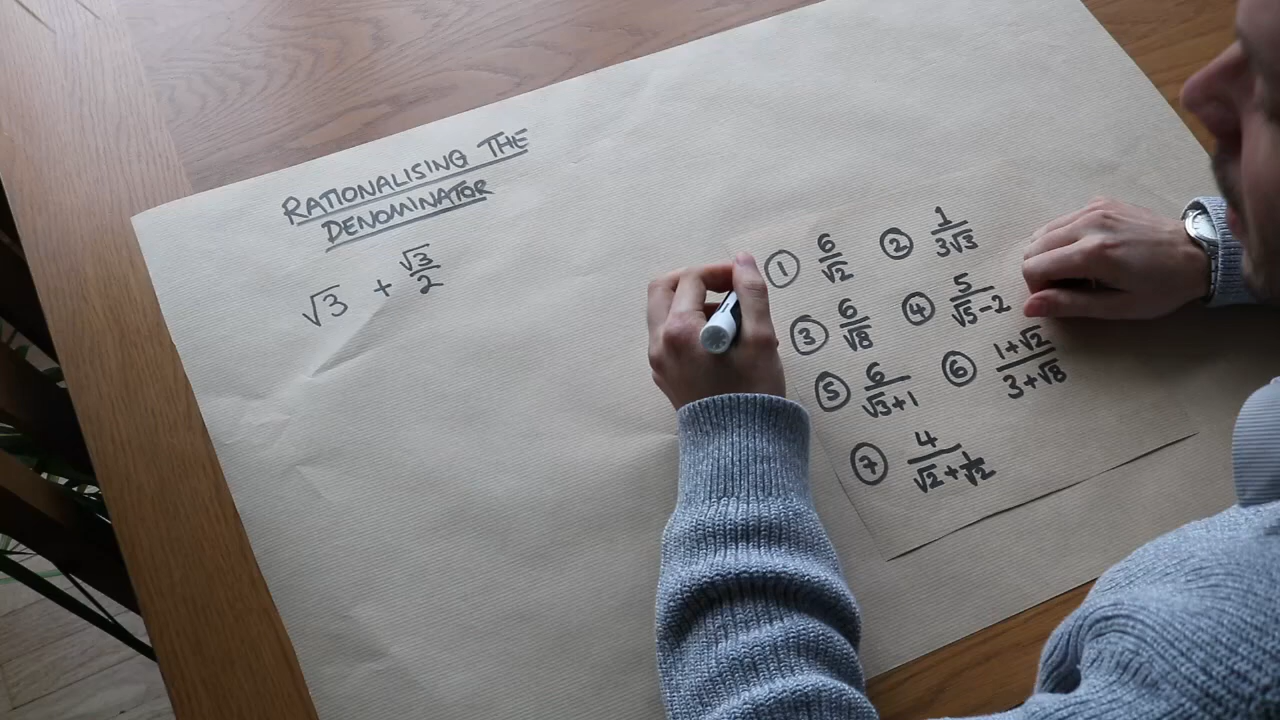 RATIONALISING THE
DENOMINATOR
√3 + √3/2
① 6/√2 ② 1/3√3
③ 6/√8 ④ 5/√5-2
⑤ 6/√3+1 ⑥ 1+√2/3+√8
⑦ 4/√2+1/√2